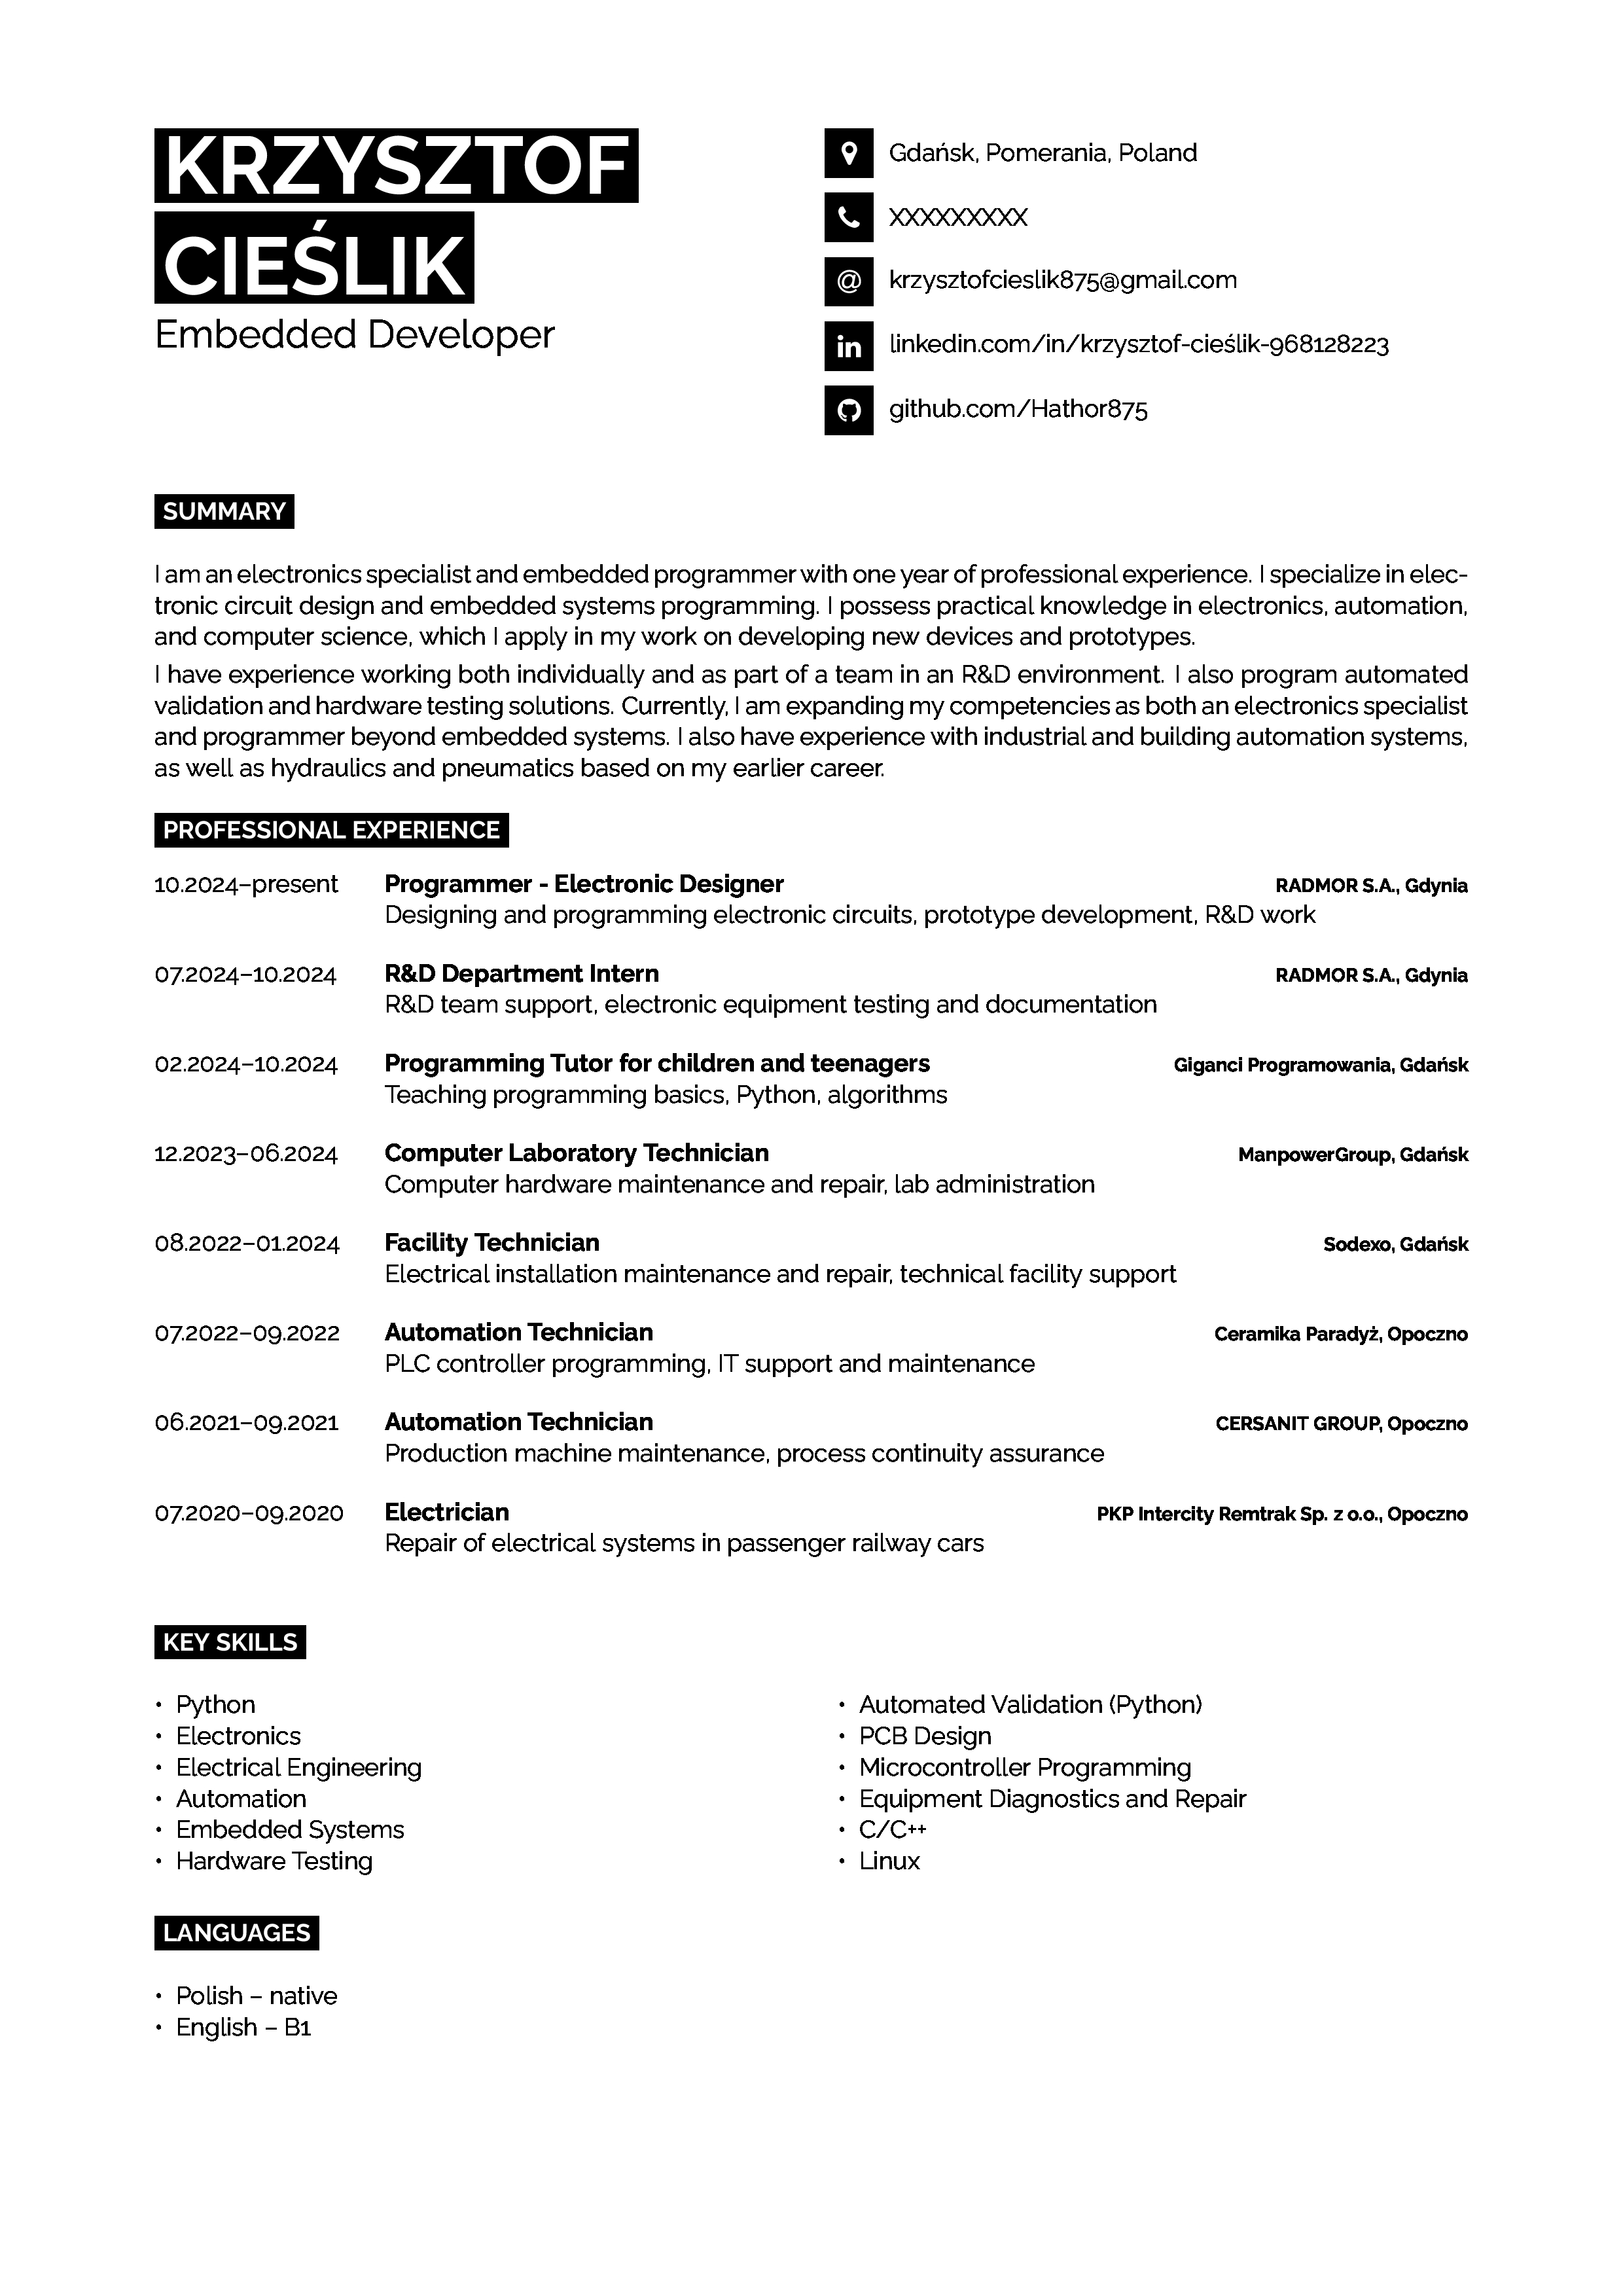 KRZYSZTOF
CIEŚLIK
Embedded Developer
Gdańsk, Pomerania, Poland
XXXXXXXXX
krzysztofcieslik875@gmail.com
linkedin.com/in/krzysztof-cieślik-968128223
github.com/Hathor875
SUMMARY
I am an electronics specialist and embedded programmer with one year of professional experience. I specialize in elec-
tronic circuit design and embedded systems programming. I possess practical knowledge in electronics, automation,
and computer science, which I apply in my work on developing new devices and prototypes.
I have experience working both individually and as part of a team in an R&D environment. I also program automated
validation and hardware testing solutions. Currently, I am expanding my competencies as both an electronics specialist
and programmer beyond embedded systems. I also have experience with industrial and building automation systems,
as well as hydraulics and pneumatics based on my earlier career.
PROFESSIONAL EXPERIENCE
10.2024–present Programmer - Electronic Designer RADMOR S.A., Gdynia
Designing and programming electronic circuits, prototype development, R&D work
07.2024–10.2024 R&D Department Intern RADMOR S.A., Gdynia
R&D team support, electronic equipment testing and documentation
02.2024–10.2024 Programming Tutor for children and teenagers Giganci Programowania, Gdańsk
Teaching programming basics, Python, algorithms
12.2023–06.2024 Computer Laboratory Technician ManpowerGroup, Gdańsk
Computer hardware maintenance and repair, lab administration
08.2022–01.2024 Facility Technician Sodexo, Gdańsk
Electrical installation maintenance and repair, technical facility support
07.2022–09.2022 Automation Technician Ceramika Paradyż, Opoczno
PLC controller programming, IT support and maintenance
06.2021–09.2021 Automation Technician CERSANIT GROUP, Opoczno
Production machine maintenance, process continuity assurance
07.2020–09.2020 Electrician PKP Intercity Remtrak Sp. z o.o., Opoczno
Repair of electrical systems in passenger railway cars
KEY SKILLS
• Python
• Electronics
• Electrical Engineering
• Automation
• Embedded Systems
• Hardware Testing
• Automated Validation (Python)
• PCB Design
• Microcontroller Programming
• Equipment Diagnostics and Repair
• C/C++
• Linux
LANGUAGES
• Polish – native
• English – B1